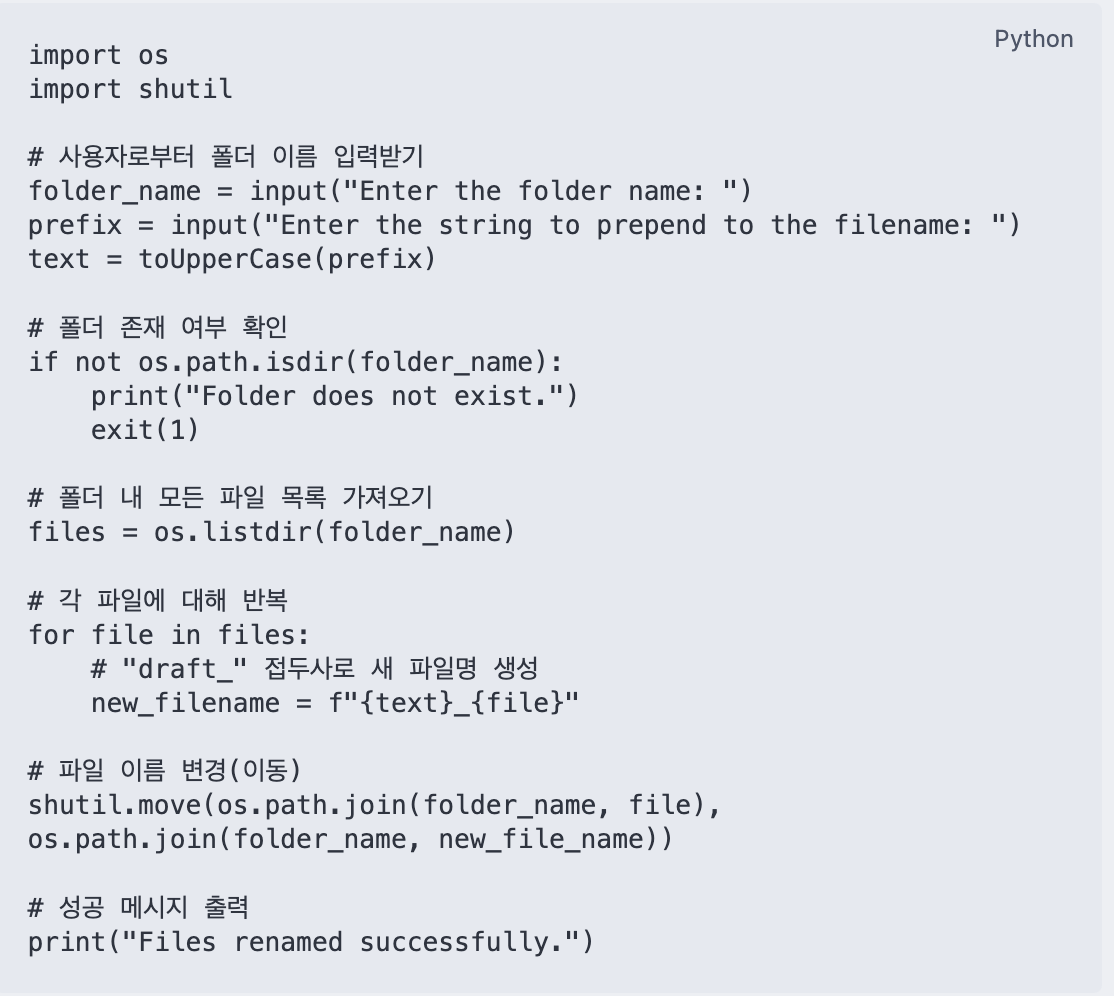 Python
import os
import shutil

# 사용자로부터 폴더 이름 입력받기
folder_name = input("Enter the folder name: ")
prefix = input("Enter the string to prepend to the filename: ")
text = toUpperCase(prefix)

# 폴더 존재 여부 확인
if not os.path.isdir(folder_name):
    print("Folder does not exist.")
    exit(1)

# 폴더 내 모든 파일 목록 가져오기
files = os.listdir(folder_name)

# 각 파일에 대해 반복
for file in files:
    # "draft_" 접두사로 새 파일명 생성
    new_filename = f"{text}_{file}"

# 파일 이름 변경(이동)
shutil.move(os.path.join(folder_name, file),
os.path.join(folder_name, new_file_name))

# 성공 메시지 출력
print("Files renamed successfully.")